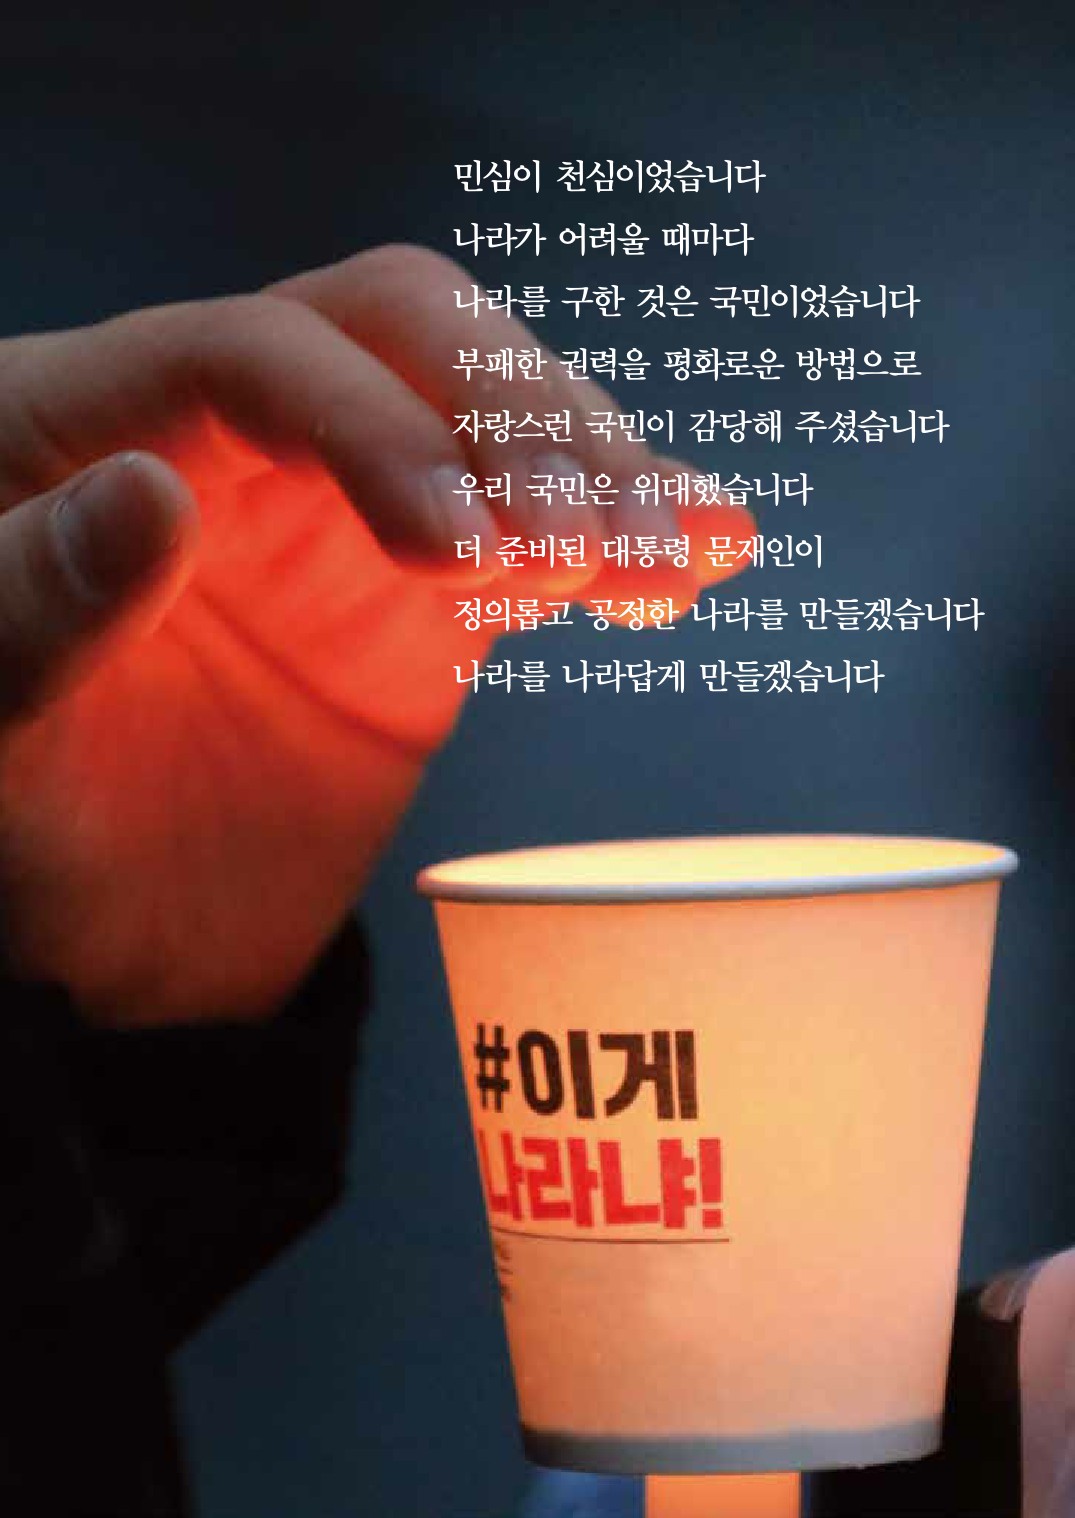 민심이 천심이었습니다
나라가 어려울 때마다
나라를 구한 것은 국민이었습니다
부패한 권력을 평화로운 방법으로
자랑스런 국민이 감당해 주셨습니다
우리 국민은 위대했습니다
더 준비된 대통령 문재인이
정의롭고 공정한 나라를 만들겠습니다
나라를 나라답게 만들겠습니다
#이게
나라냐!